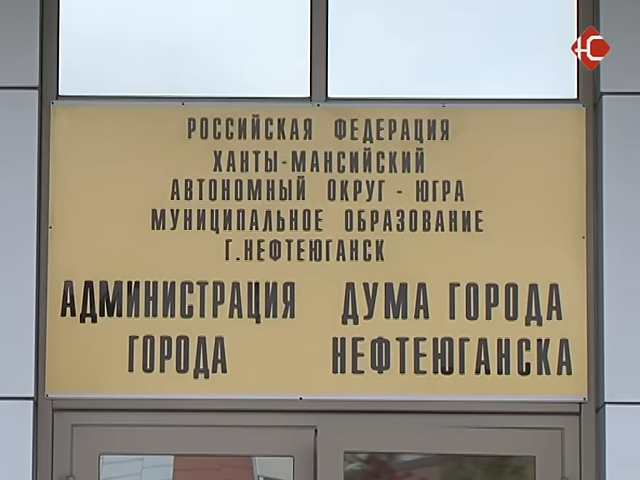 РОССИЙСКАЯ ФЕДЕРАЦИЯ
ХАНТЫ-МАНСИЙСКИЙ
АВТОНОМНЫЙ ОКРУГ - ЮГРА
МУНИЦИПАЛЬНОЕ ОБРАЗОВАНИЕ
Г.НЕФТЕЮГАНСК
АДМИНИСТРАЦИЯ
ГОРОДА
ДУМА ГОРОДА
НЕФТЕЮГАНСКА
Ю